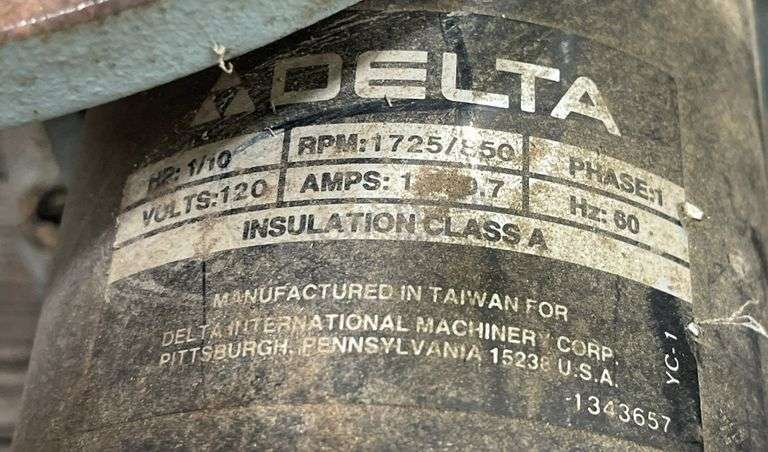 DELTA
HP: 1/10 RPM:1725/850 PHASE:1
VOLTS:120 AMPS: Hz: 60
INSULATION CLASS A
MANUFACTURED IN TAIWAN FOR
DELTA INTERNATIONAL MACHINERY CORP.
PITTSBURGH, PENNSYLVANIA U.S.A.
YC-1
1343657